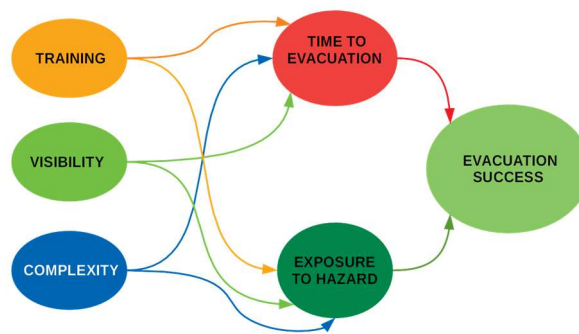 TRAINING
TIME TO
EVACUATION
VISIBILITY
EVACUATION
SUCCESS
COMPLEXITY
EXPOSURE
TO HAZARD